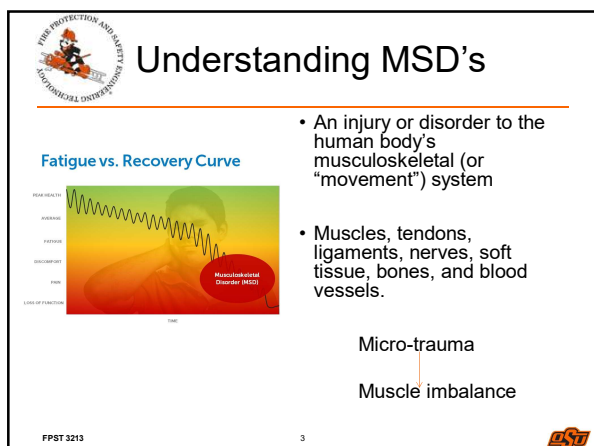 FIRE PROTECTION AND SAFETY ENGINEERING TECHNOLOGY
Understanding MSD's
Fatigue vs. Recovery Curve
PEAK HEALTH
AVERAGE
FATIGUE
DISCOMFORT
PAIN
LOSS OF FUNCTION
Musculoskeletal
Disorder (MSD)
TIME
• An injury or disorder to the
human body's
musculoskeletal (or
“movement”) system
• Muscles, tendons,
ligaments, nerves, soft
tissue, bones, and blood
vessels.
Micro-trauma
Muscle imbalance
FPST 3213
3
OSU